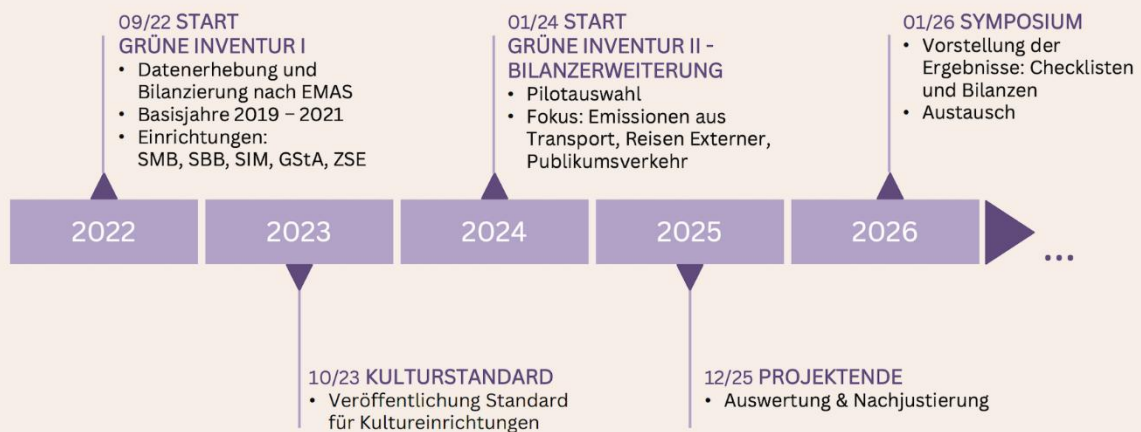 09/22 START
GRÜNE INVENTUR I
• Datenerhebung und
Bilanzierung nach EMAS
• Basisjahre 2019 – 2021
• Einrichtungen:
SMB, SBB, SIM, GStA, ZSE
01/24 START
GRÜNE INVENTUR II -
BILANZERWEITERUNG
• Pilotauswahl
• Fokus: Emissionen aus
Transport, Reisen Externer,
Publikumsverkehr
01/26 SYMPOSIUM
• Vorstellung der
Ergebnisse: Checklisten
und Bilanzen
• Austausch
2022 2023 2024 2025 2026 ...
10/23 KULTURSTANDARD
• Veröffentlichung Standard
für Kultureinrichtungen
12/25 PROJEKTENDE
• Auswertung & Nachjustierung